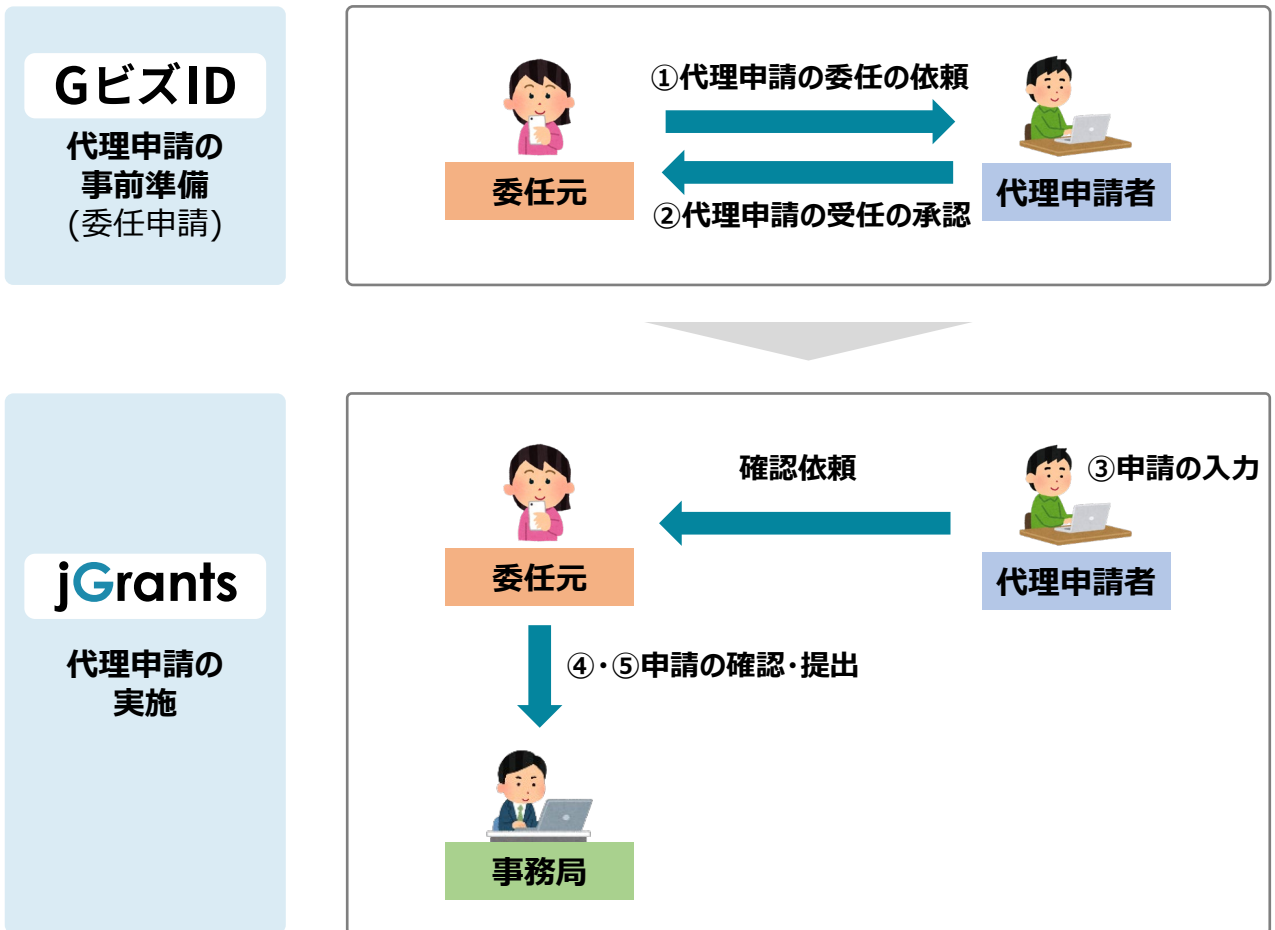 GビズID
代理申請の
事前準備
(委任申請)
①代理申請の委任の依頼
委任元
代理申請者
②代理申請の受任の承認
jGrants
代理申請の
実施
確認依頼
③申請の入力
委任元
代理申請者
④・⑤申請の確認・提出
事務局